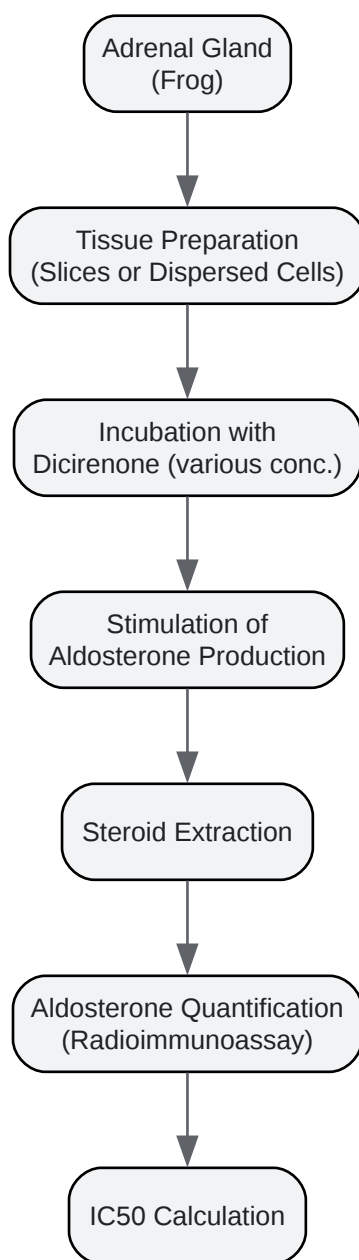 Adrenal Gland
(Frog)
Tissue Preparation
(Slices or Dispersed Cells)
Incubation with
Dicirenone (various conc.)
Stimulation of
Aldosterone Production
Steroid Extraction
Aldosterone Quantification
(Radioimmunoassay)
IC50 Calculation